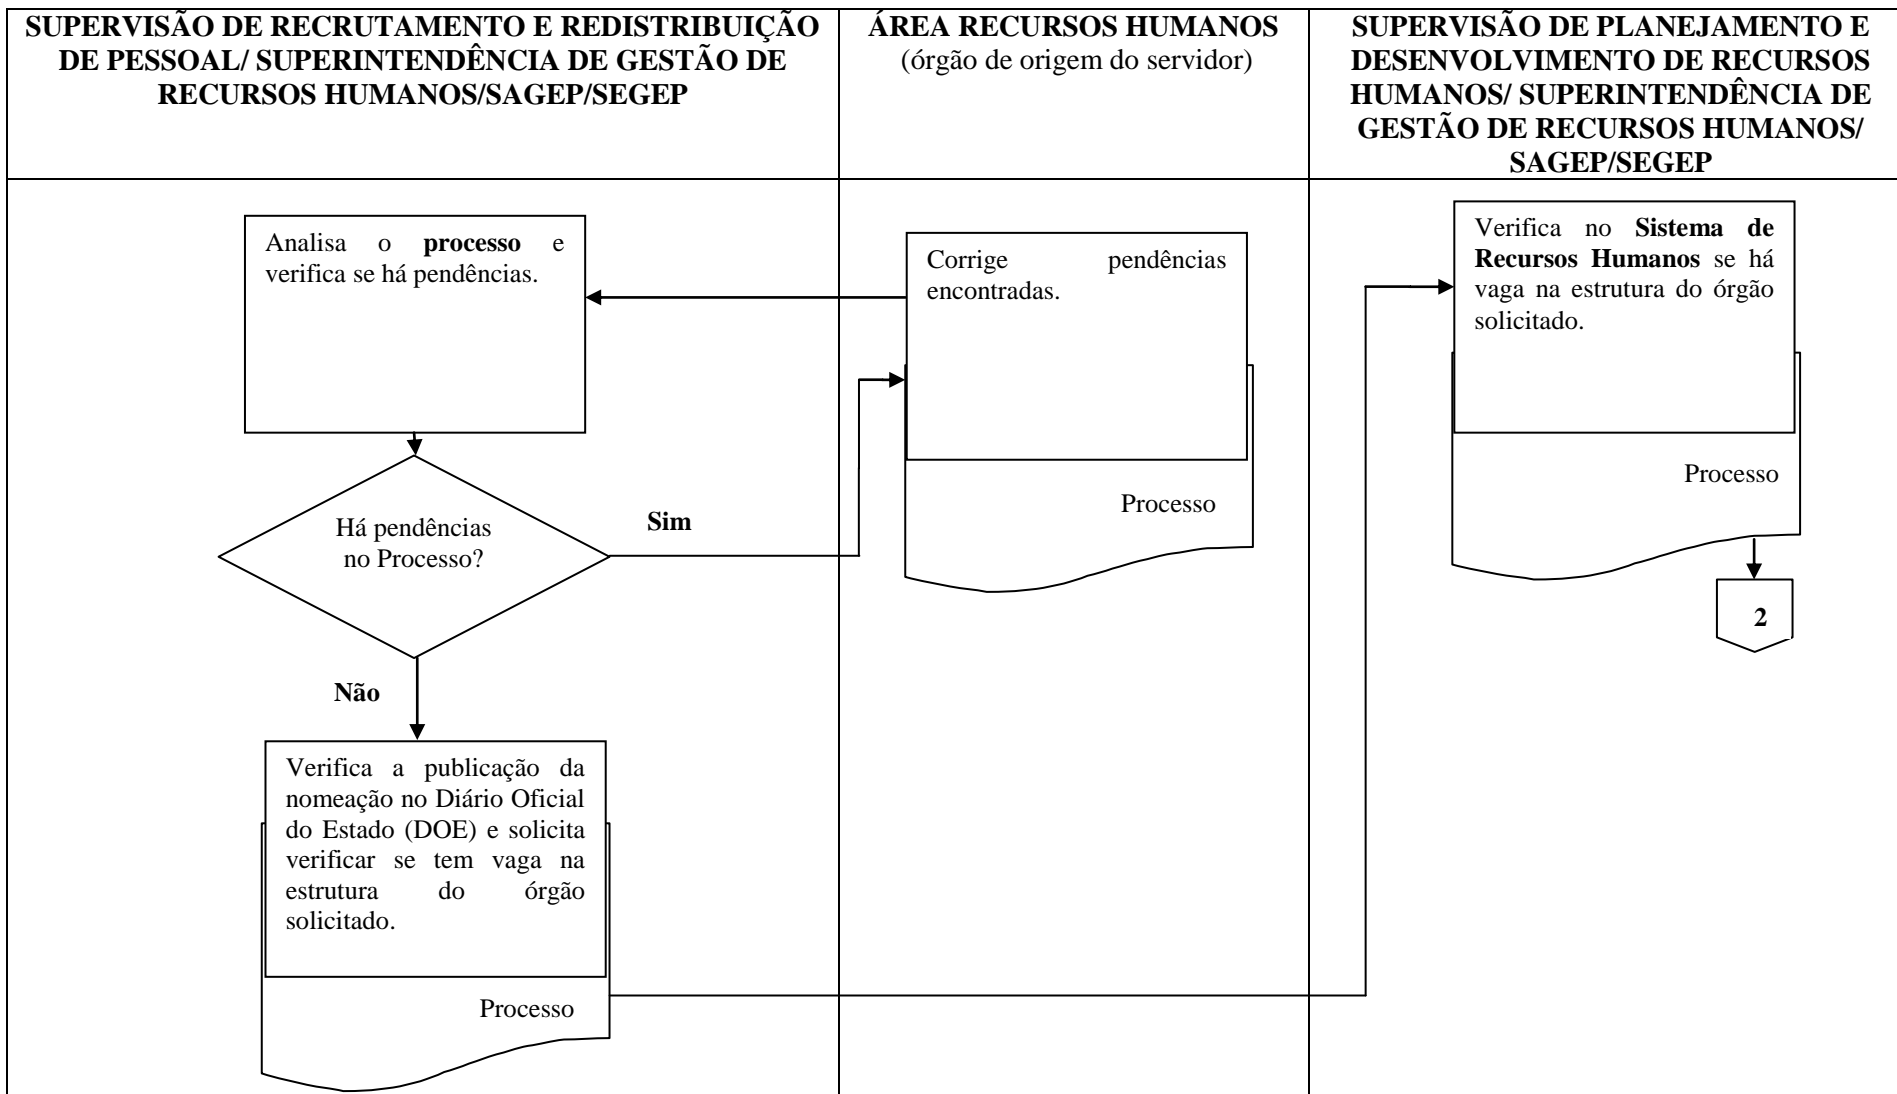 SUPERVISÃO DE RECRUTAMENTO E REDISTRIBUIÇÃO
DE PESSOAL/ SUPERINTENDÊNCIA DE GESTÃO DE
RECURSOS HUMANOS/SAGEP/SEGEP
ÁREA RECURSOS HUMANOS
(órgão de origem do servidor)
SUPERVISÃO DE PLANEJAMENTO E
DESENVOLVIMENTO DE RECURSOS
HUMANOS/ SUPERINTENDÊNCIA DE
GESTÃO DE RECURSOS HUMANOS/
SAGEP/SEGEP
Analisa o processo e
verifica se há pendências.
Há pendências
no Processo?
Sim
Não
Verifica a publicação da
nomeação no Diário Oficial
do Estado (DOE) e solicita
verificar se tem vaga na
estrutura do órgão
solicitado.
Processo
Corrige pendências
encontradas.
Processo
Verifica no Sistema de
Recursos Humanos se há
vaga na estrutura do órgão
solicitado.
Processo
2